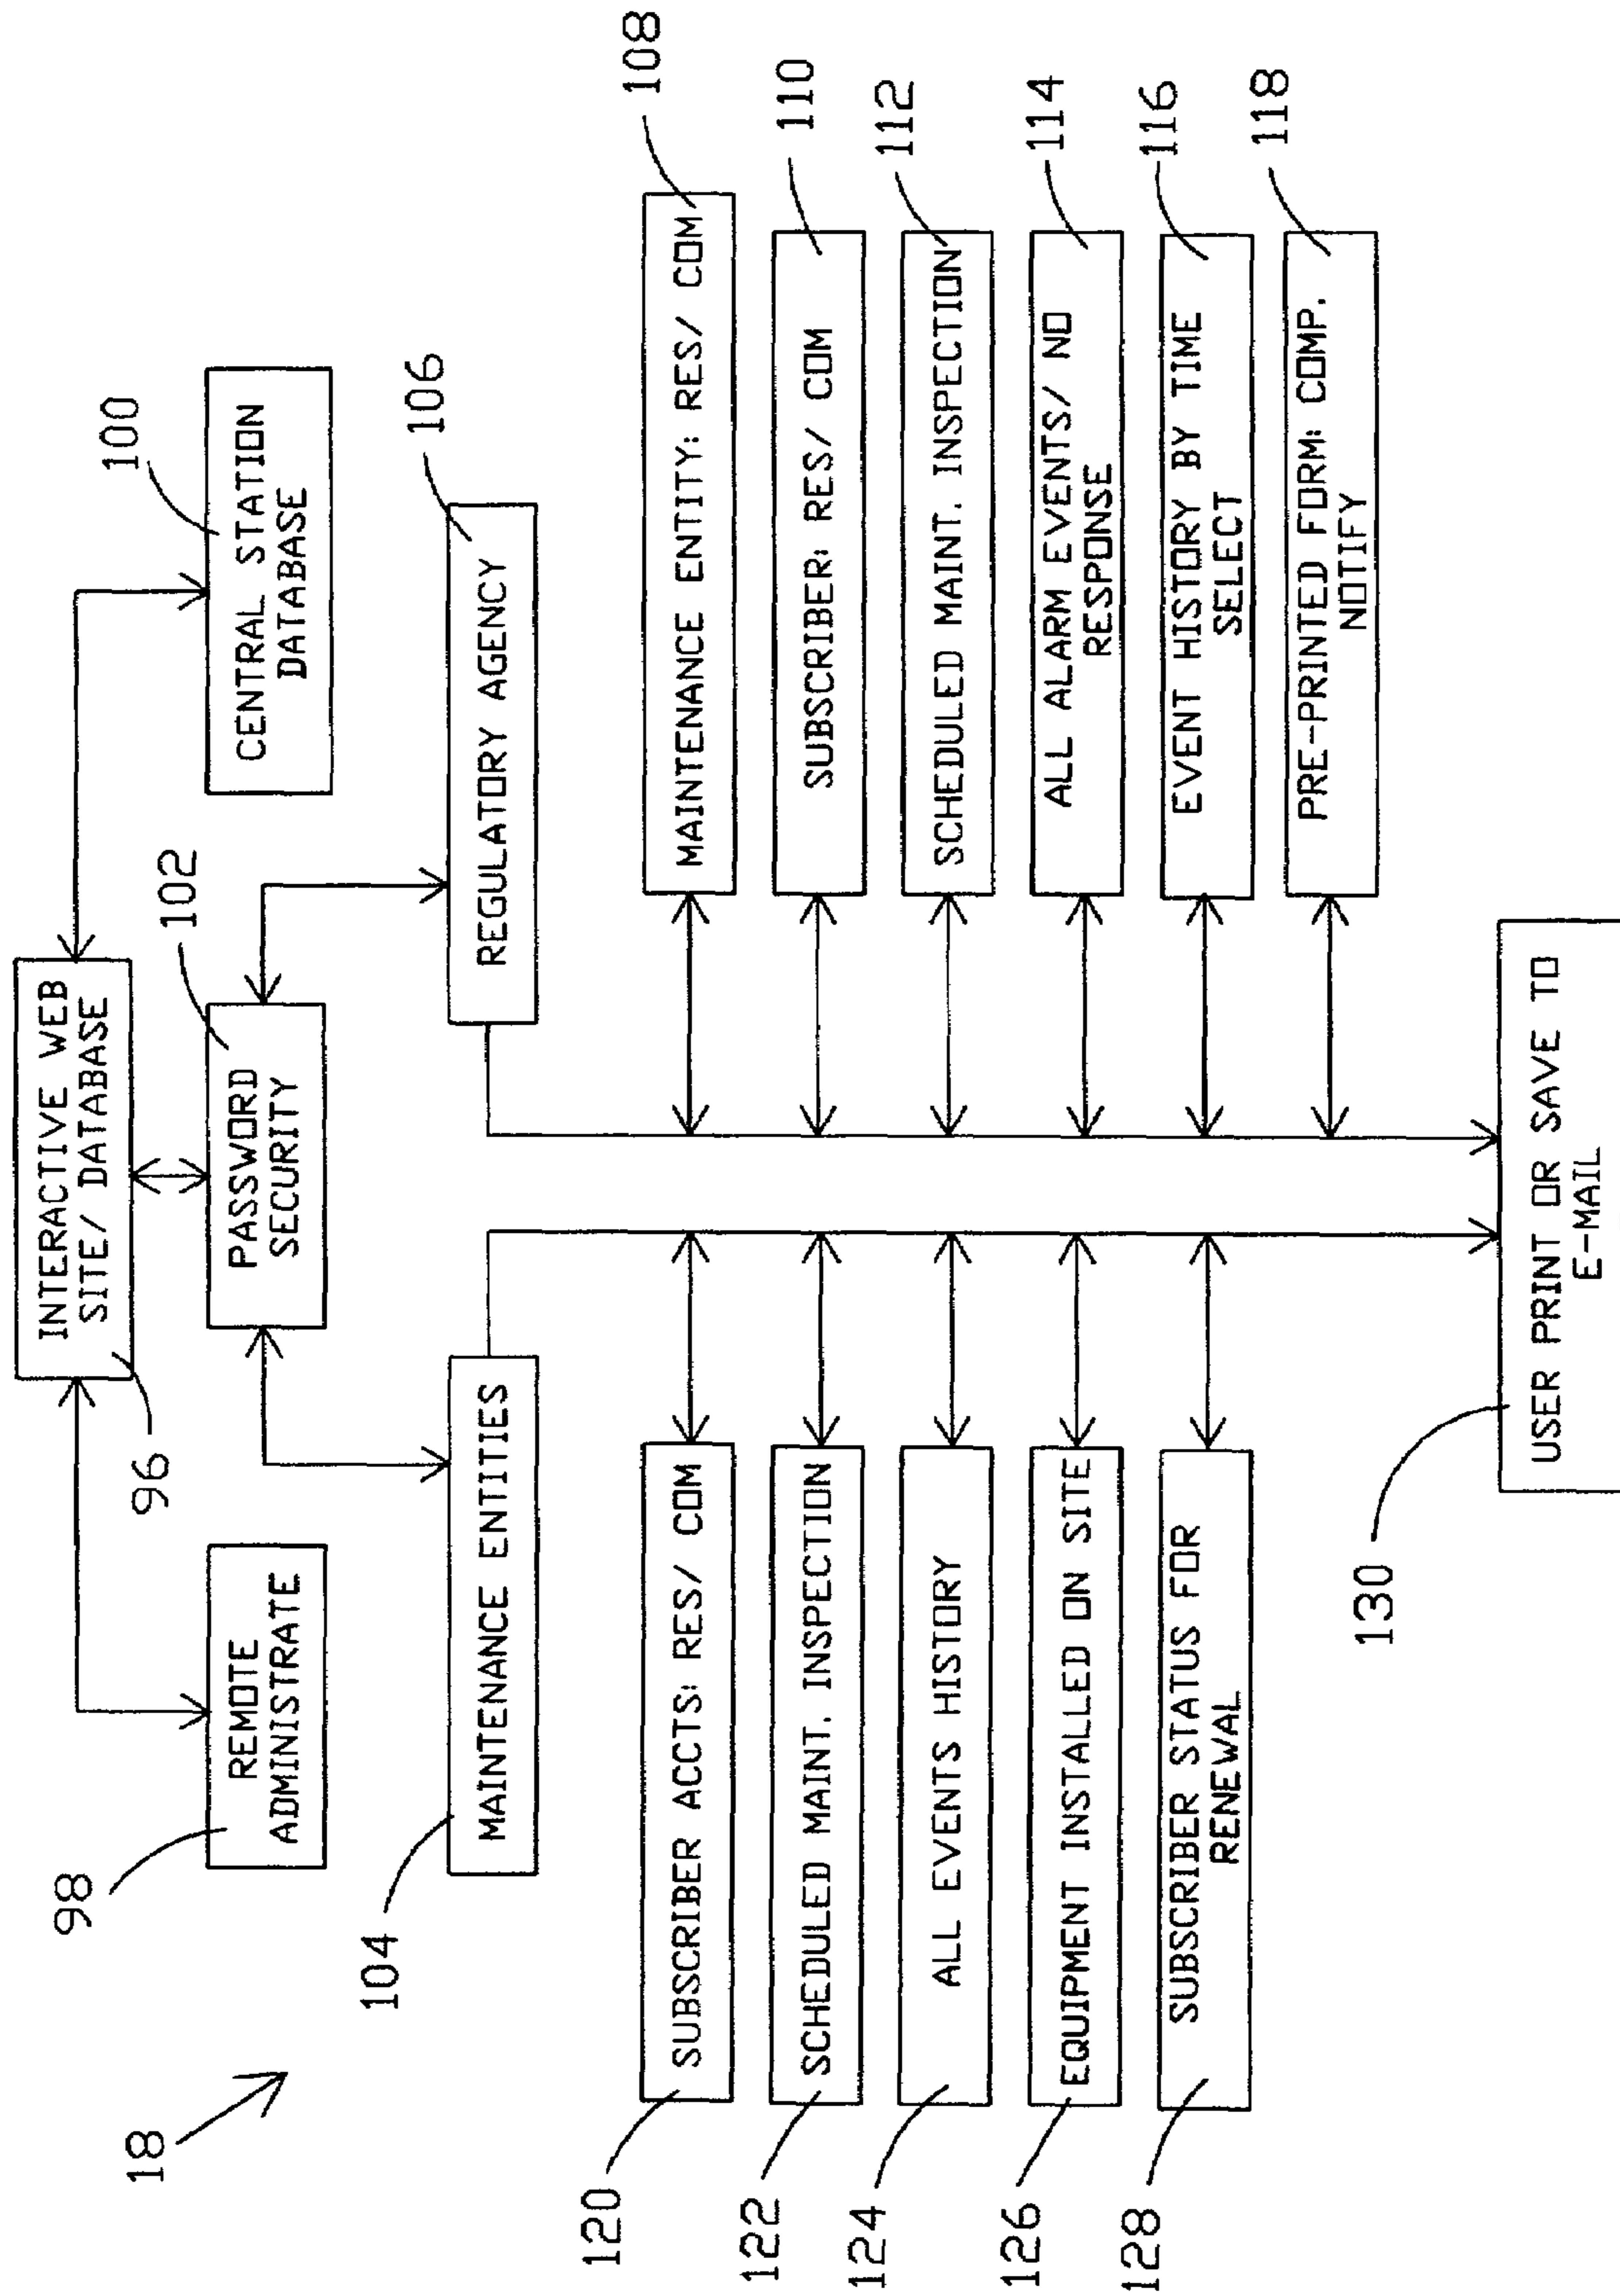 18
INTERACTIVE WEB
SITE/ DATABASE
96
98
REMOTE
ADMINISTRATE
102
PASSWORD
SECURITY
100
CENTRAL STATION
DATABASE
104
MAINTENANCE ENTITIES
106
REGULATORY AGENCY
120
SUBSCRIBER ACCTS: RES/ COM
122
SCHEDULED MAINT. INSPECTION
124
ALL EVENTS HISTORY
126
EQUIPMENT INSTALLED ON SITE
128
SUBSCRIBER STATUS FOR
RENEWAL
MAINTENANCE ENTITY: RES/ COM
108
SUBSCRIBER: RES/ COM
110
SCHEDULED MAINT. INSPECTION
112
ALL ALARM EVENTS/ NO
RESPONSE
114
EVENT HISTORY BY TIME
SELECT
116
PRE-PRINTED FORM: COMP.
NOTIFY
118
130
USER PRINT OR SAVE TO
E-MAIL